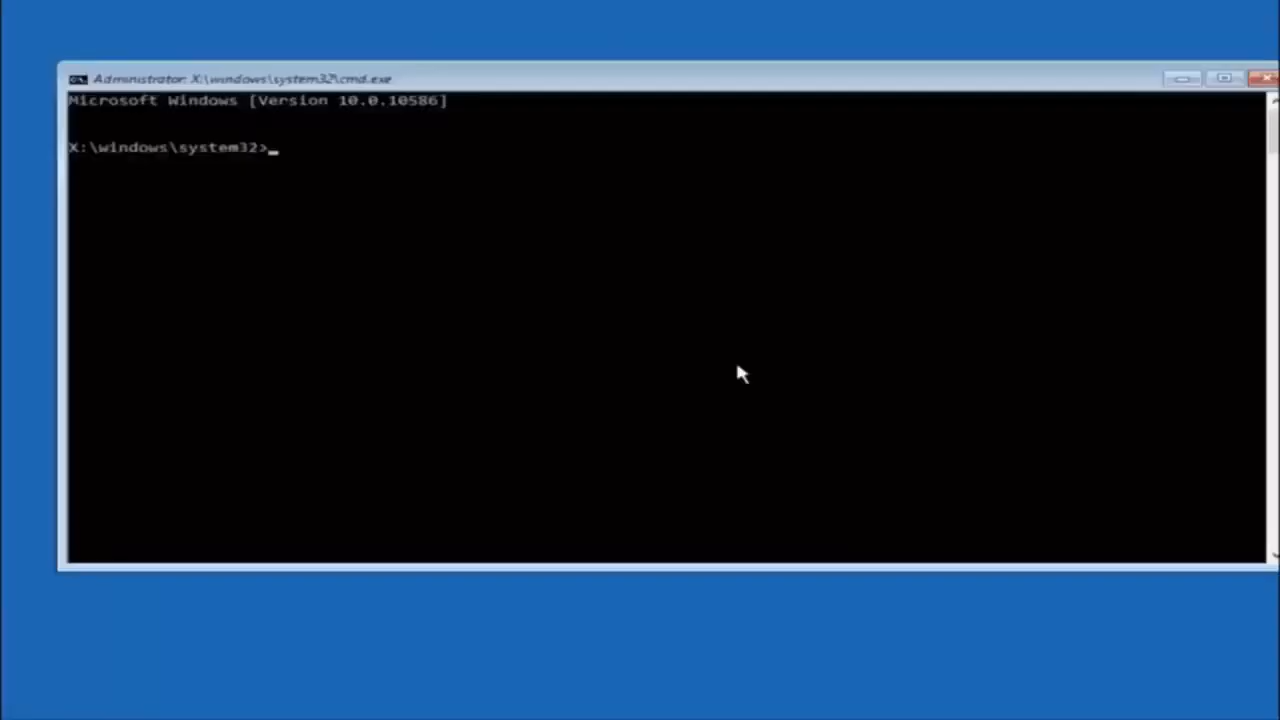 Administrator: X:\windows\system32\cmd.exe
Microsoft Windows [Version 10.0.10586]
X:\windows\system32>_